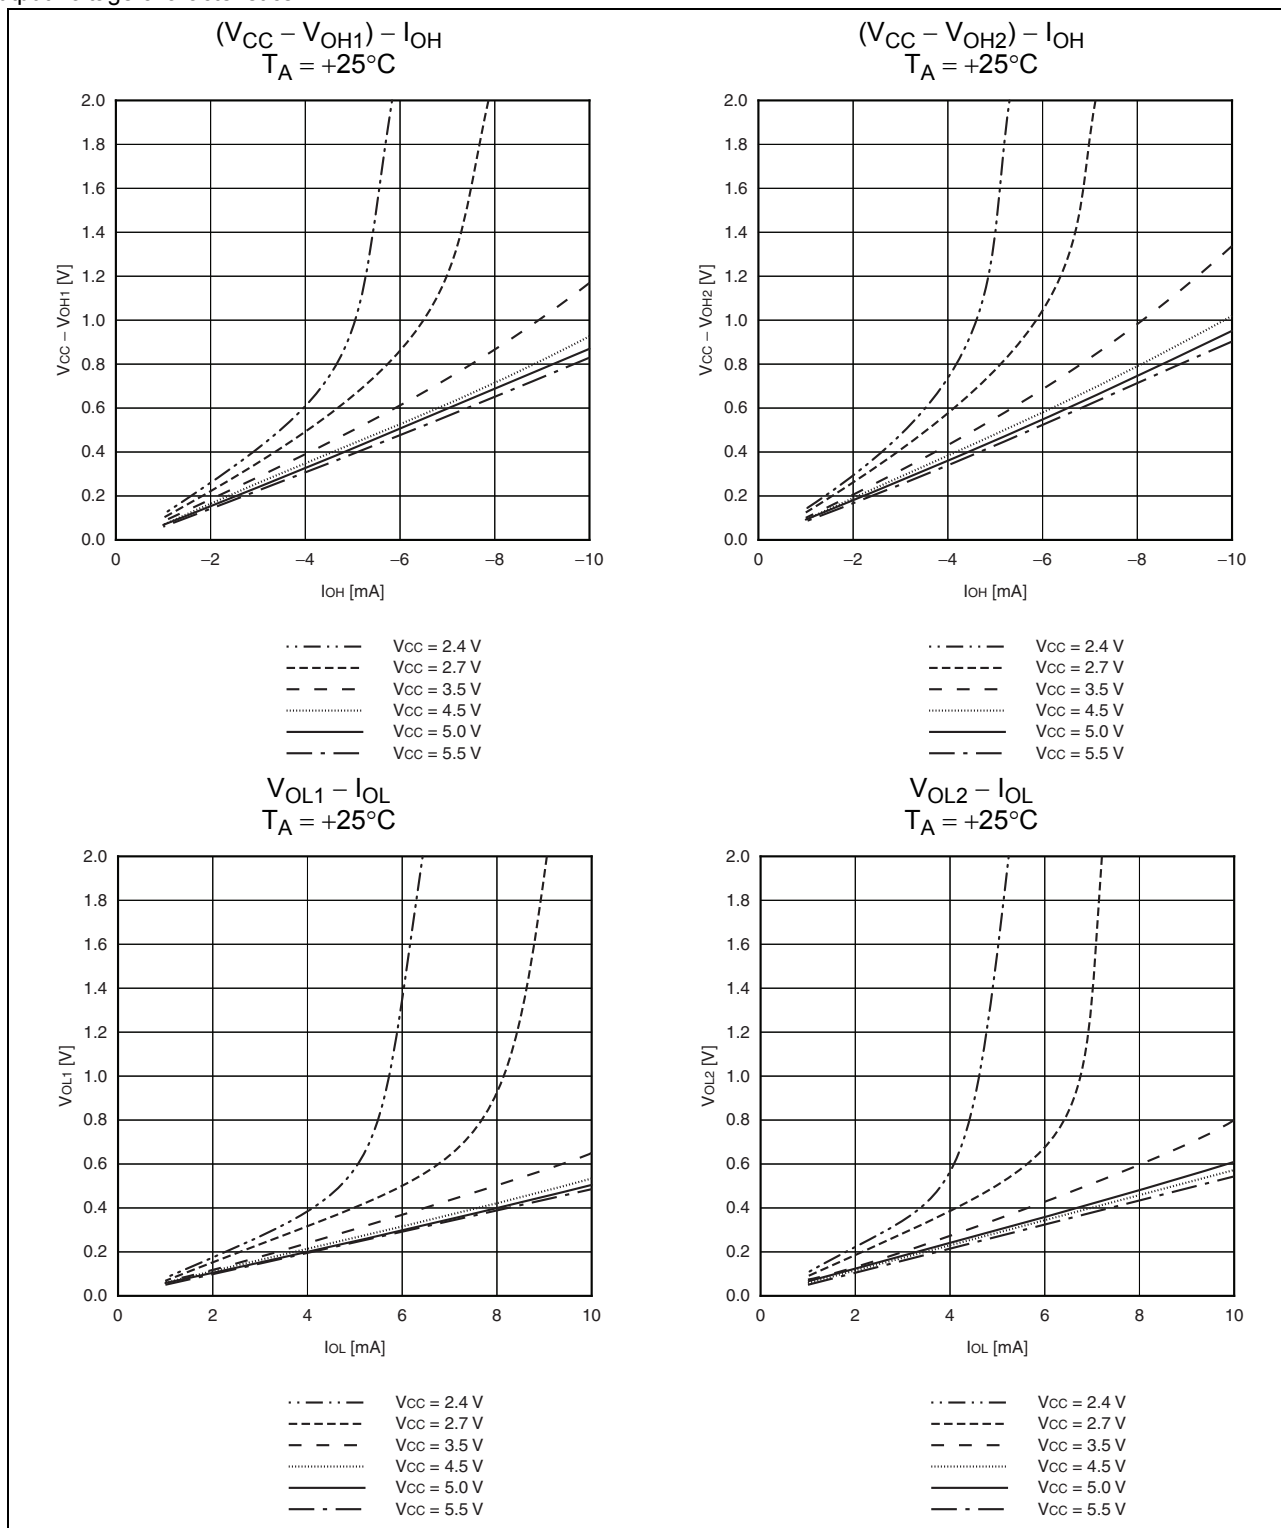 (VCC – VOH1) – IOH
TA = +25°C
2.0
1.8
1.6
1.4
1.2
1.0
0.8
0.6
0.4
0.2
0.0
VCC – VOH1 [V]
0 –2 –4 –6 –8 –10
IOH [mA]
VCC = 2.4 V
VCC = 2.7 V
VCC = 3.5 V
VCC = 4.5 V
VCC = 5.0 V
VCC = 5.5 V
(VCC – VOH2) – IOH
TA = +25°C
2.0
1.8
1.6
1.4
1.2
1.0
0.8
0.6
0.4
0.2
0.0
VCC – VOH2 [V]
0 –2 –4 –6 –8 –10
IOH [mA]
VCC = 2.4 V
VCC = 2.7 V
VCC = 3.5 V
VCC = 4.5 V
VCC = 5.0 V
VCC = 5.5 V
VOL1 – IOL
TA = +25°C
2.0
1.8
1.6
1.4
1.2
1.0
0.8
0.6
0.4
0.2
0.0
VOL1 [V]
0 2 4 6 8 10
IOL [mA]
VCC = 2.4 V
VCC = 2.7 V
VCC = 3.5 V
VCC = 4.5 V
VCC = 5.0 V
VCC = 5.5 V
VOL2 – IOL
TA = +25°C
2.0
1.8
1.6
1.4
1.2
1.0
0.8
0.6
0.4
0.2
0.0
VOL2 [V]
0 2 4 6 8 10
IOL [mA]
VCC = 2.4 V
VCC = 2.7 V
VCC = 3.5 V
VCC = 4.5 V
VCC = 5.0 V
VCC = 5.5 V